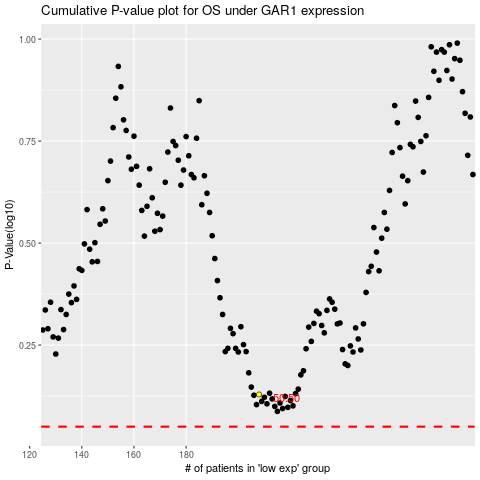 Cumulative P-value plot for OS under GAR1 expression
P-Value(log10)
1.00
0.75
0.50
0.25
120 140 160 180
# of patients in 'low exp' group